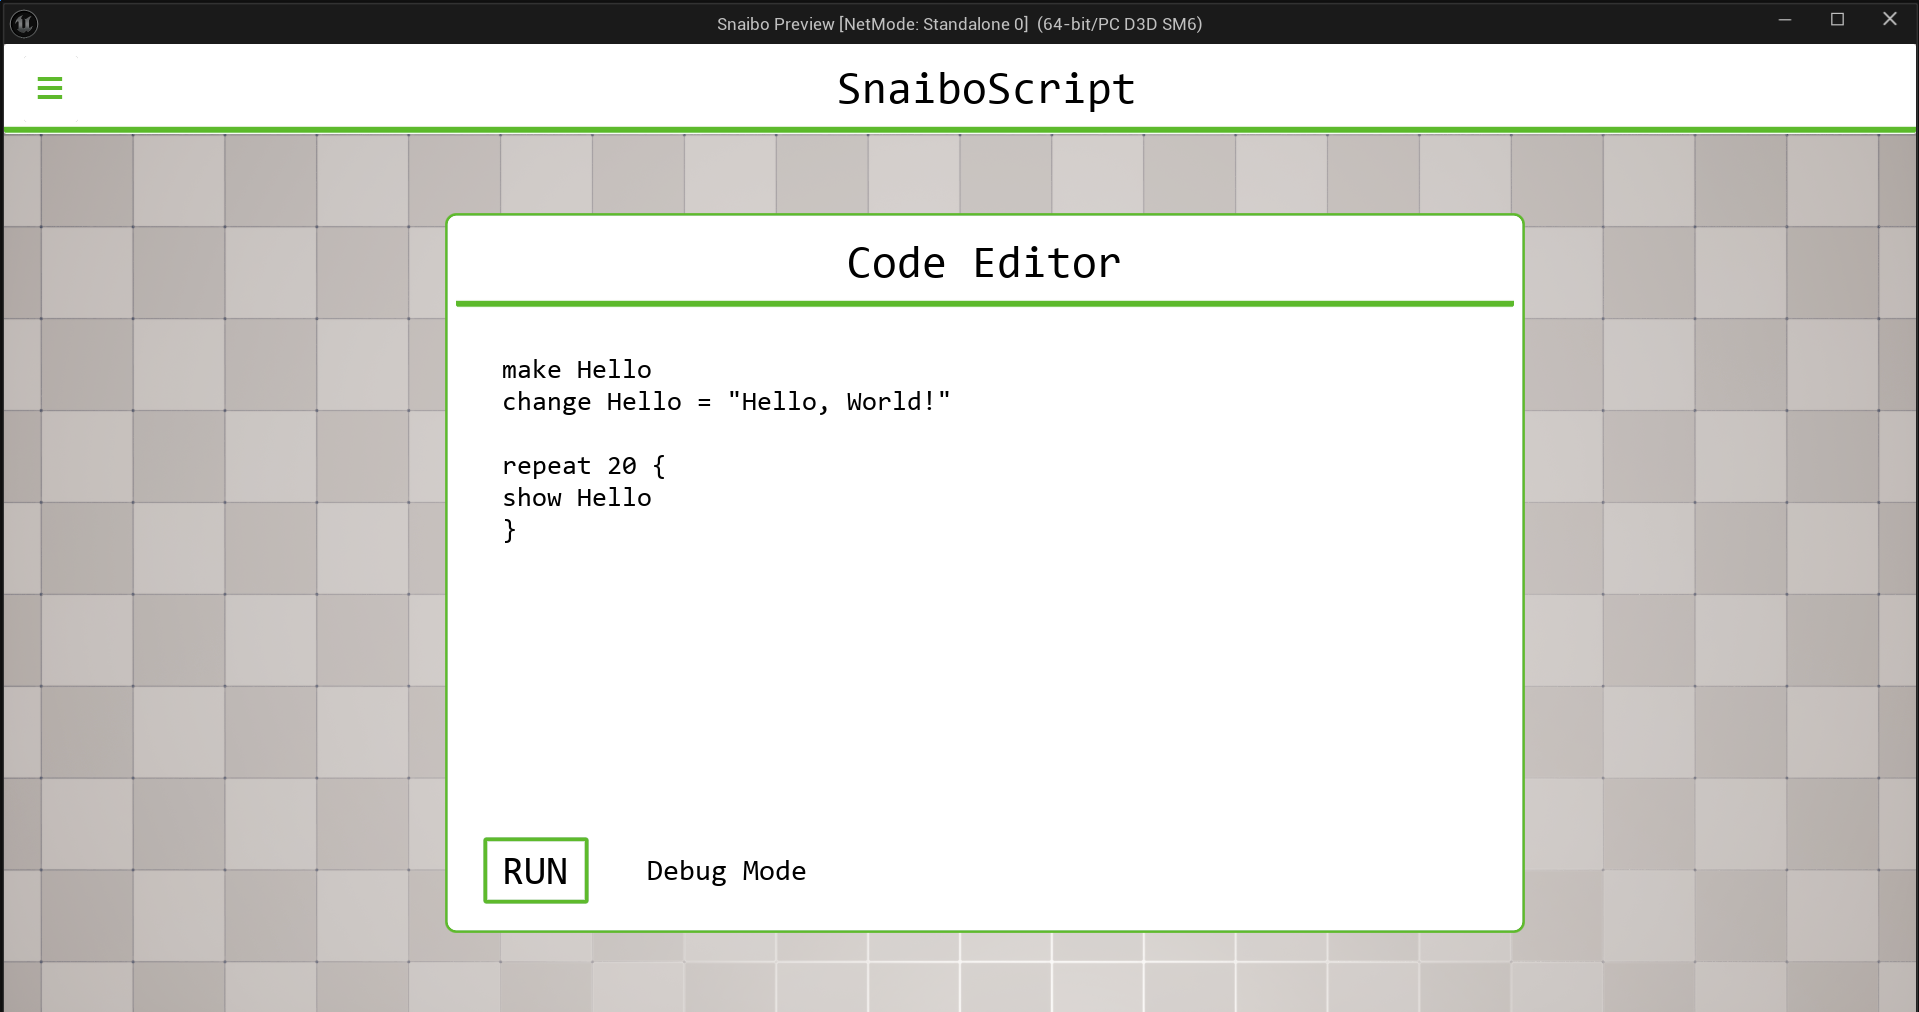 Snaibo Preview [NetMode: Standalone 0]  (64-bit/PC D3D SM6)
SnaiboScript
Code Editor
make Hello
change Hello = "Hello, World!"
repeat 20 {
show Hello
}
RUN
Debug Mode